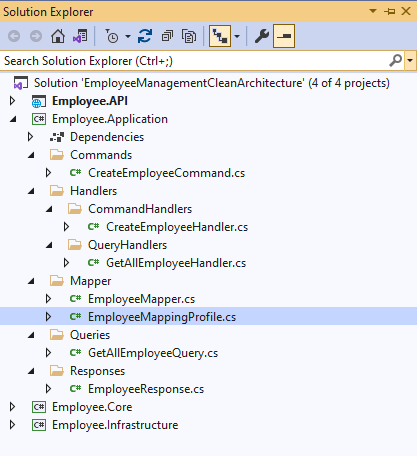 Solution Explorer
Search Solution Explorer (Ctrl+;)
Solution 'EmployeeManagementCleanArchitecture' (4 of 4 projects)
Employee.API
C# Employee.Application
Dependencies
Commands
C# CreateEmployeeCommand.cs
Handlers
CommandHandlers
C# CreateEmployeeHandler.cs
QueryHandlers
C# GetAllEmployeeHandler.cs
Mapper
C# EmployeeMapper.cs
C# EmployeeMappingProfile.cs
Queries
C# GetAllEmployeeQuery.cs
Responses
C# EmployeeResponse.cs
C# Employee.Core
C# Employee.Infrastructure